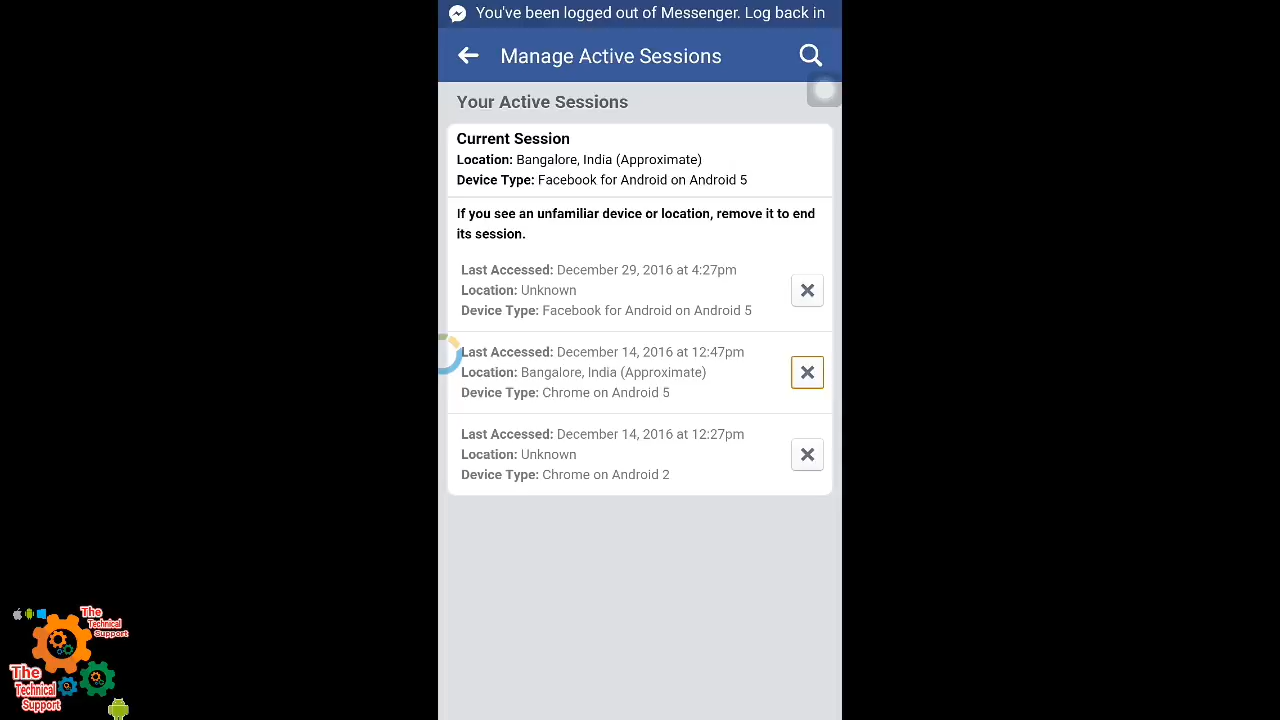 You've been logged out of Messenger. Log back in
Manage Active Sessions
Your Active Sessions
Current Session
Location: Bangalore, India (Approximate)
Device Type: Facebook for Android on Android 5
If you see an unfamiliar device or location, remove it to end
its session.
Last Accessed: December 29, 2016 at 4:27pm
Location: Unknown
Device Type: Facebook for Android on Android 5
Last Accessed: December 14, 2016 at 12:47pm
Location: Bangalore, India (Approximate)
Device Type: Chrome on Android 5
Last Accessed: December 14, 2016 at 12:27pm
Location: Unknown
Device Type: Chrome on Android 2
The
Technical
Support
The
Technical
Support